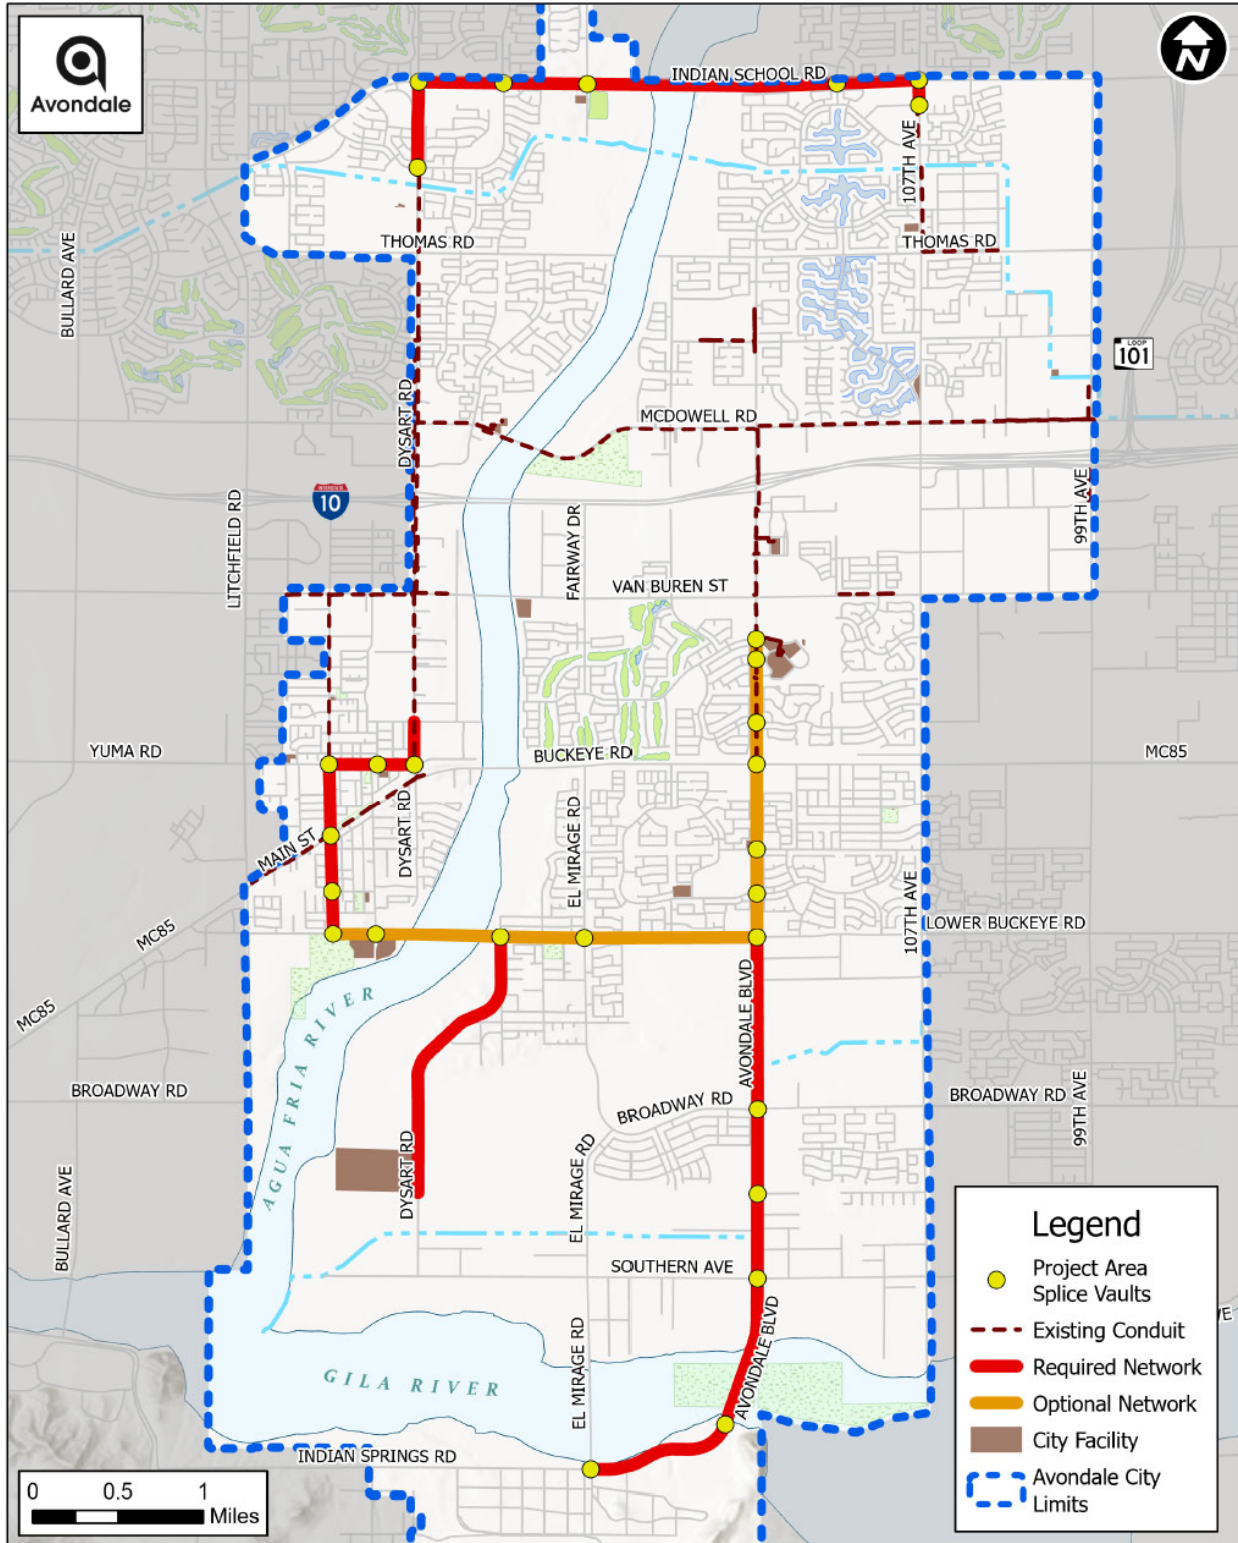 Avondale
N
INDIAN SCHOOL RD
107TH AVE
THOMAS RD
THOMAS RD
BULLARD AVE
LOOP
101
DYSART RD
MCDOWELL RD
10
LITCHFIELD RD
FAIRWAY DR
99TH AVE
VAN BUREN ST
YUMA RD
BUCKEYE RD
MC85
MAIN ST
DYSART RD
EL MIRAGE RD
107TH AVE
LOWER BUCKEYE RD
MC85
MC85
AGUA FRIA RIVER
AVONDALE BLVD
BROADWAY RD
BROADWAY RD
BROADWAY RD
99TH AVE
DYSART RD
EL MIRAGE RD
BULLARD AVE
SOUTHERN AVE
AVONDALE BLVD
EL MIRAGE RD
GILA RIVER
INDIAN SPRINGS RD
0 0.5 1
Miles
Legend
Project Area
Splice Vaults
Existing Conduit
Required Network
Optional Network
City Facility
Avondale City
Limits